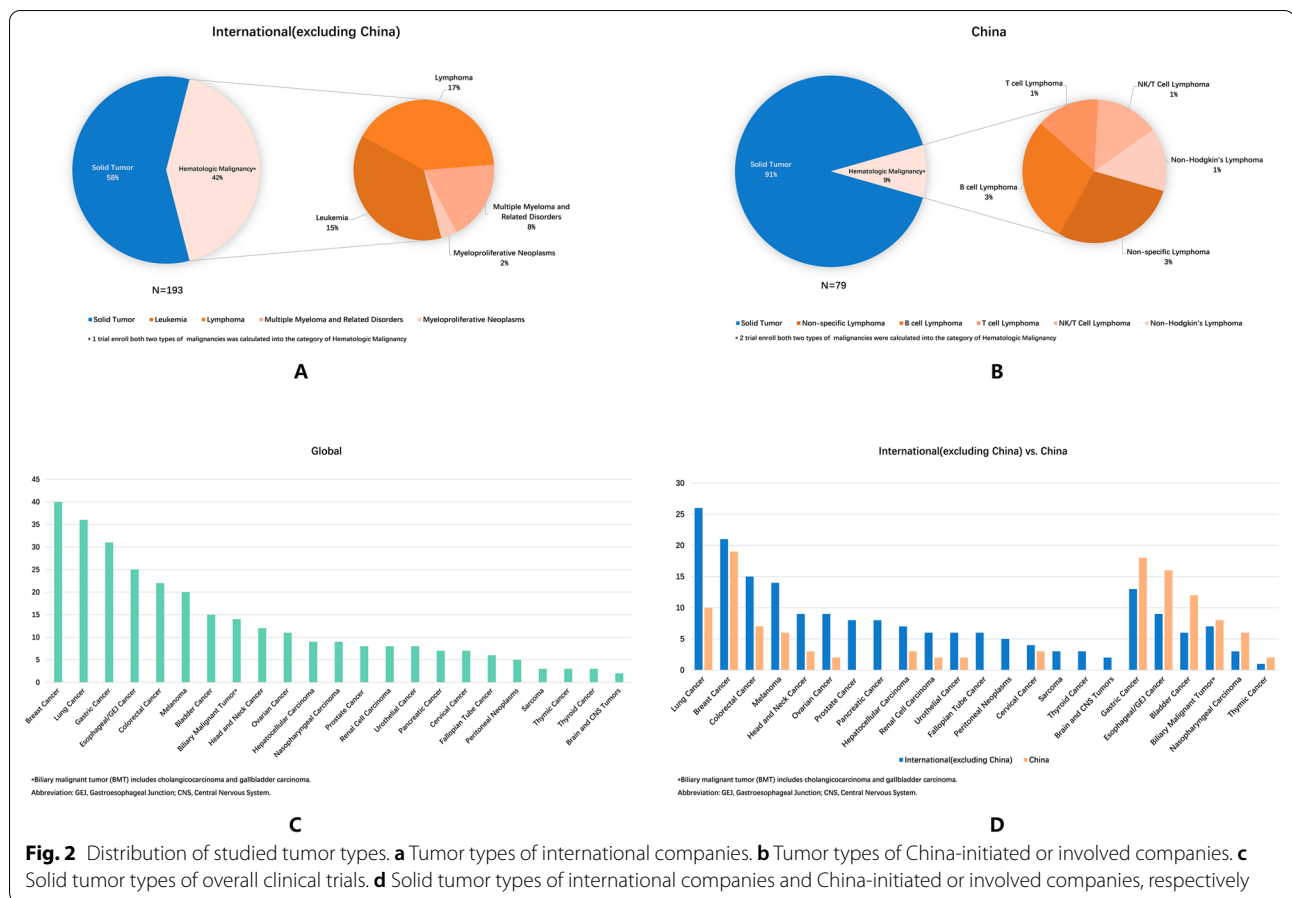 International(excluding China)
Lymphoma
17%
Solid Tumor
58%
Hematologic Malignancy*
42%
Leukemia
15%
Multiple Myeloma and
Related Disorders
8%
Myeloproliferative Neoplasms
2%
N=193
Solid Tumor Leukemia Lymphoma Multiple Myeloma and Related Disorders Myeloproliferative Neoplasms
* 1 trial enroll both two types of malignancies was calculated into the category of Hematologic Malignancy
A
China
T cell Lymphoma
1%
NK/T Cell Lymphoma
1%
Solid Tumor
91%
Hematologic Malignancy*
9%
Non-Hodgkin's Lymphoma
1%
B cell Lymphoma
3%
Non-specific Lymphoma
3%
N=79
Solid Tumor Non-specific Lymphoma B cell Lymphoma T cell Lymphoma NK/T Cell Lymphoma Non-Hodgkin's Lymphoma
* 2 trial enroll both two types of malignancies were calculated into the category of Hematologic Malignancy
B
Global
45
40
35
30
25
20
15
10
5
0
Breast Cancer
Lung Cancer
Gastric Cancer
Esophageal/GEJ Cancer
Colorectal Cancer
Melanoma
Bladder Cancer
Biliary Malignant Tumor*
Head and Neck Cancer
Ovarian Cancer
Hepatocellular Carcinoma
Nasopharyngeal Carcinoma
Prostate Cancer
Renal Cell Carcinoma
Urothelial Cancer
Pancreatic Cancer
Cervical Cancer
Fallopian Tube Cancer
Peritoneal Neoplasms
Sarcoma
Thymic Cancer
Thyroid Cancer
Brain and CNS Tumors
*Biliary malignant tumor (BMT) includes cholangicocarcinoma and gallbladder carcinoma.
Abbreviation: GEJ, Gastroesophageal Junction; CNS, Central Nervous System.
C
International(excluding China) vs. China
30
25
20
15
10
5
0
Lung Cancer
Breast Cancer
Colorectal Cancer
Melanoma
Head and Neck Cancer
Ovarian Cancer
Prostate Cancer
Pancreatic Cancer
Hepatocellular Carcinoma
Renal Cell Carcinoma
Urothelial Cancer
Fallopian Tube Cancer
Peritoneal Neoplasms
Cervical Cancer
Sarcoma
Thyroid Cancer
Brain and CNS Tumors
Gastric Cancer
Esophageal/GEJ Cancer
Bladder Cancer
Biliary Malignant Tumor*
Nasopharyngeal Carcinoma
Thymic Cancer
International(excluding China) China
*Biliary malignant tumor (BMT) includes cholangicocarcinoma and gallbladder carcinoma.
Abbreviation: GEJ, Gastroesophageal Junction; CNS, Central Nervous System.
D
Fig. 2 Distribution of studied tumor types. a Tumor types of international companies. b Tumor types of China-initiated or involved companies. c
Solid tumor types of overall clinical trials. d Solid tumor types of international companies and China-initiated or involved companies, respectively